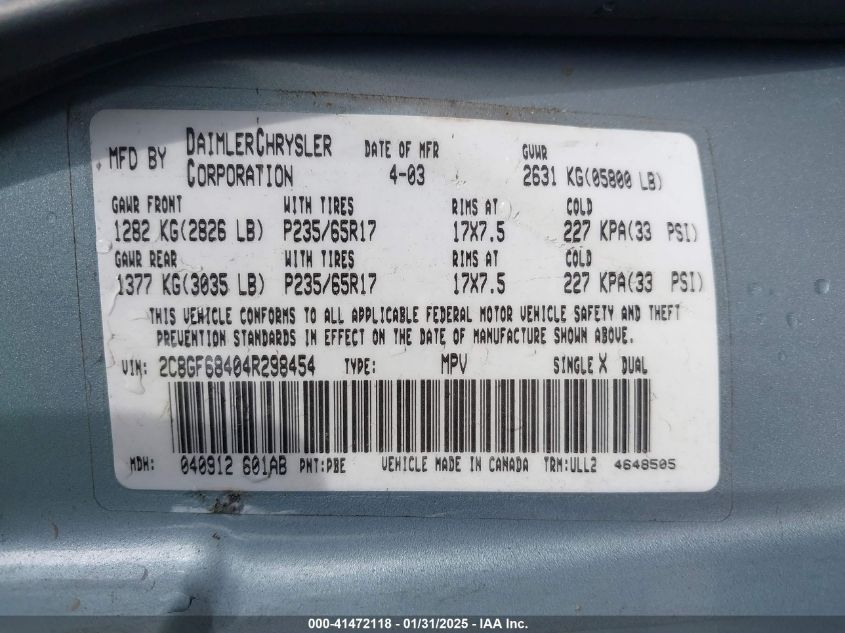 MFD BY DAIMLERCHRYSLER CORPORATION DATE OF MFR 4-03 GVWR 2631 KG(05800 LB)
GAWR FRONT WITH TIRES RIMS AT COLD
1282 KG(2826 LB) P235/65R17 17X7.5 227 KPA(33 PSI)
GAWR REAR WITH TIRES RIMS AT COLD
1377 KG(3035 LB) P235/65R17 17X7.5 227 KPA(33 PSI)
THIS VEHICLE CONFORMS TO ALL APPLICABLE FEDERAL MOTOR VEHICLE SAFETY AND THEFT
PREVENTION STANDARDS IN EFFECT ON THE DATE OF MANUFACTURE SHOWN ABOVE.
VIN: 2C8GF68404R298454 TYPE: MPV SINGLE X DUAL
MDH: 040912 601AB PNT:PBE VEHICLE MADE IN CANADA TRM:ULL2 4648505
000-41472118 - 01/31/2025 - IAA Inc.